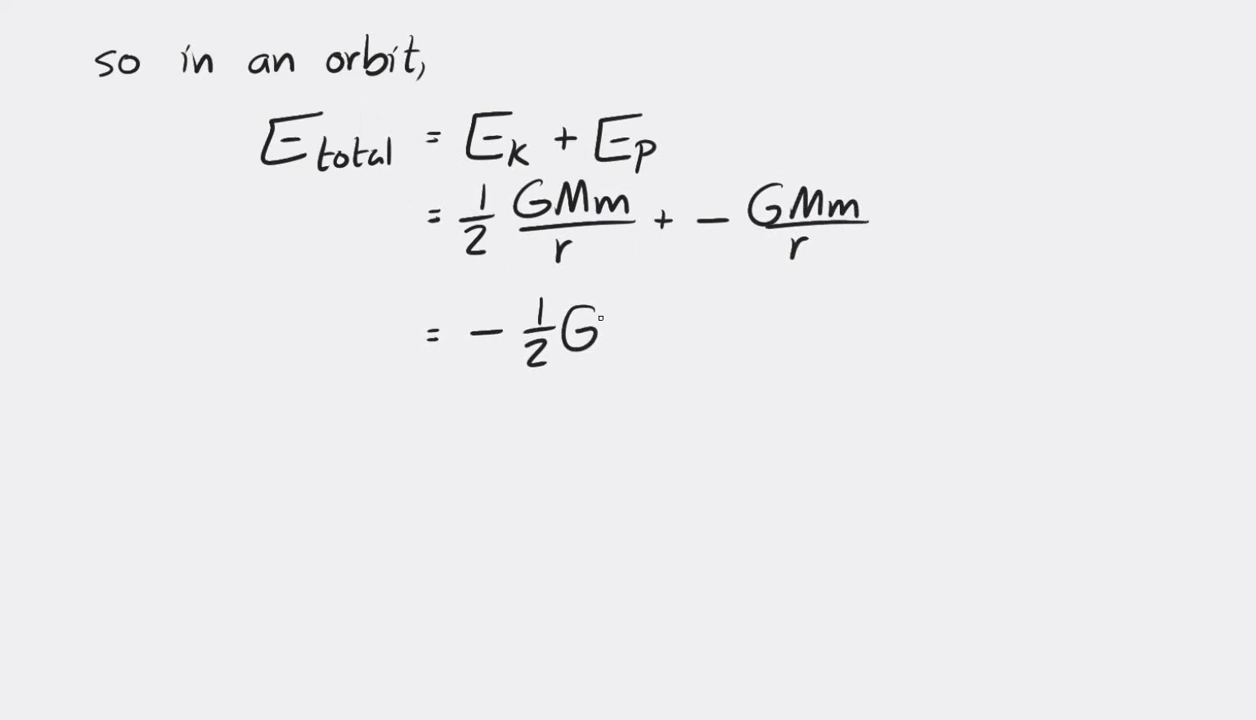 so in an orbit,
E_total = E_k + E_p
= 1/2 GMm/r + - GMm/r
= - 1/2 G